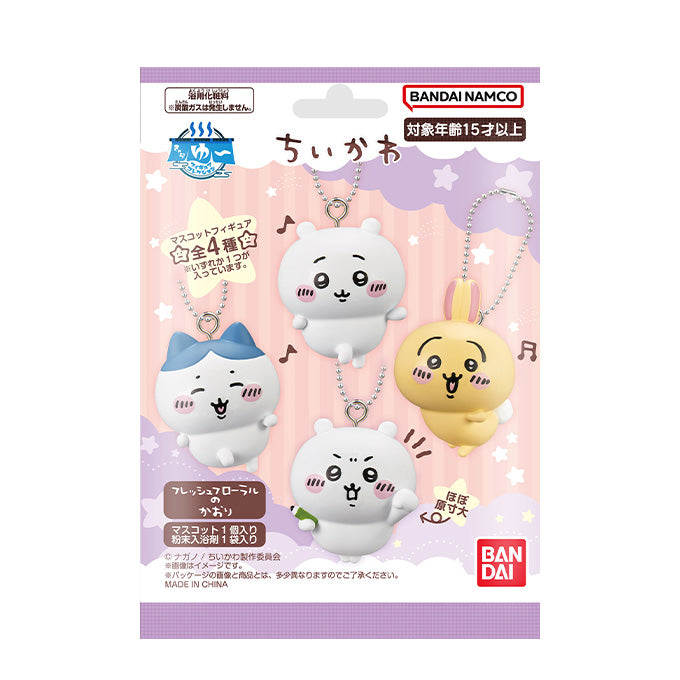 浴用化粧料
※炭酸ガスは発生しません。
BANDAI NAMCO
対象年齢15才以上
ちいかわ
マスコットフィギュア
全4種
※いずれか1つが
入っています。
ほぼ
原寸大
フレッシュフローラル
の
かおり
マスコット1個入り
粉末入浴剤1袋入り
© ナガノ / ちいかわ製作委員会
※画像はイメージです。
※パッケージの画像と商品とは、多少異なりますのでご了承ください。
MADE IN CHINA
BAN
DAI